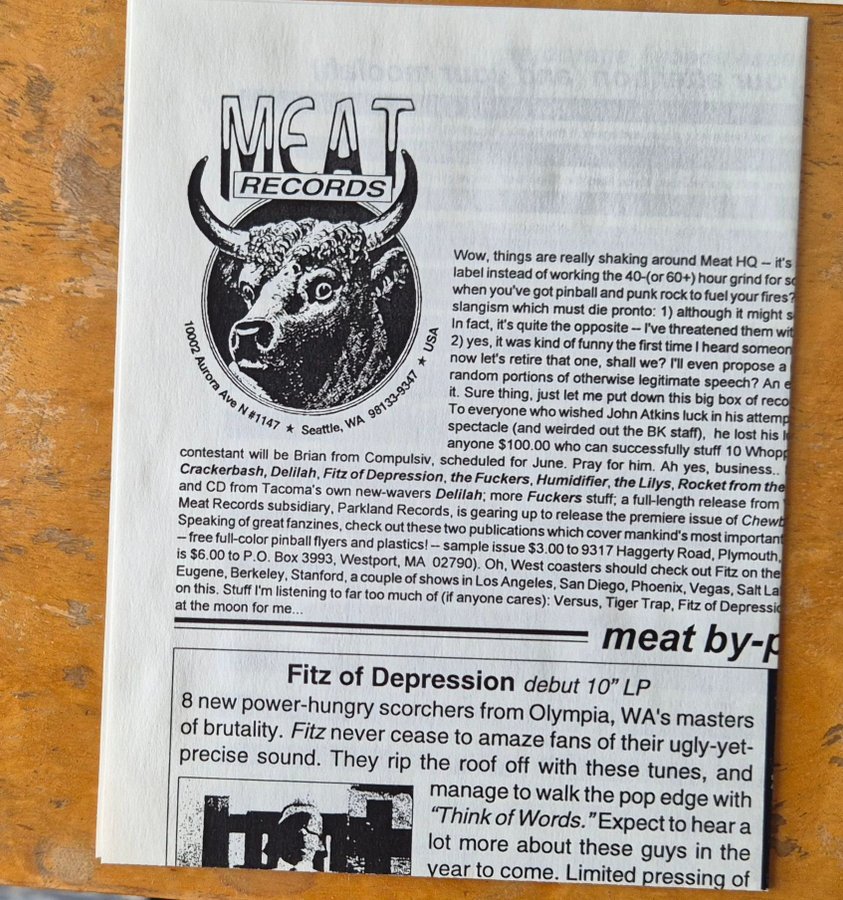 MEAT
RECORDS
10002 Aurora Ave N #1147 ★ Seattle, WA 98133-9347 ★ USA
Wow, things are really shaking around Meat HQ – it's
label instead of working the 40-(or 60+) hour grind for so
when you've got pinball and punk rock to fuel your fires?
slangism which must die pronto: 1) although it might s
In fact, it's quite the opposite – I've threatened them wit
2) yes, it was kind of funny the first time I heard someon
now let's retire that one, shall we? I'll even propose a
random portions of otherwise legitimate speech? An e
it. Sure thing, just let me put down this big box of reco
To everyone who wished John Atkins luck in his attemp
spectacle (and weirded out the BK staff), he lost his l
anyone $100.00 who can successfully stuff 10 Whopp
contestant will be Brian from Compulsiv, scheduled for June. Pray for him. Ah yes, business..
Crackerbash, Delilah, Fitz of Depression, the Fuckers, Humidifier, the Lilys, Rocket from the
and CD from Tacoma's own new-wavers Delilah; more Fuckers stuff; a full-length release from
Meat Records subsidiary, Parkland Records, is gearing up to release the premiere issue of Chewb
Speaking of great fanzines, check out these two publications which cover mankind's most important
– free full-color pinball flyers and plastics! – sample issue $3.00 to 9317 Haggerty Road, Plymouth,
is $6.00 to P.O. Box 3993, Westport, MA 02790). Oh, West coasters should check out Fitz on the
Eugene, Berkeley, Stanford, a couple of shows in Los Angeles, San Diego, Phoenix, Vegas, Salt La
on this. Stuff I'm listening to far too much of (if anyone cares): Versus, Tiger Trap, Fitz of Depressio
at the moon for me...
meat by-p
Fitz of Depression debut 10" LP
8 new power-hungry scorchers from Olympia, WA's masters
of brutality. Fitz never cease to amaze fans of their ugly-yet-
precise sound. They rip the roof off with these tunes, and
manage to walk the pop edge with
"Think of Words." Expect to hear a
lot more about these guys in the
year to come. Limited pressing of